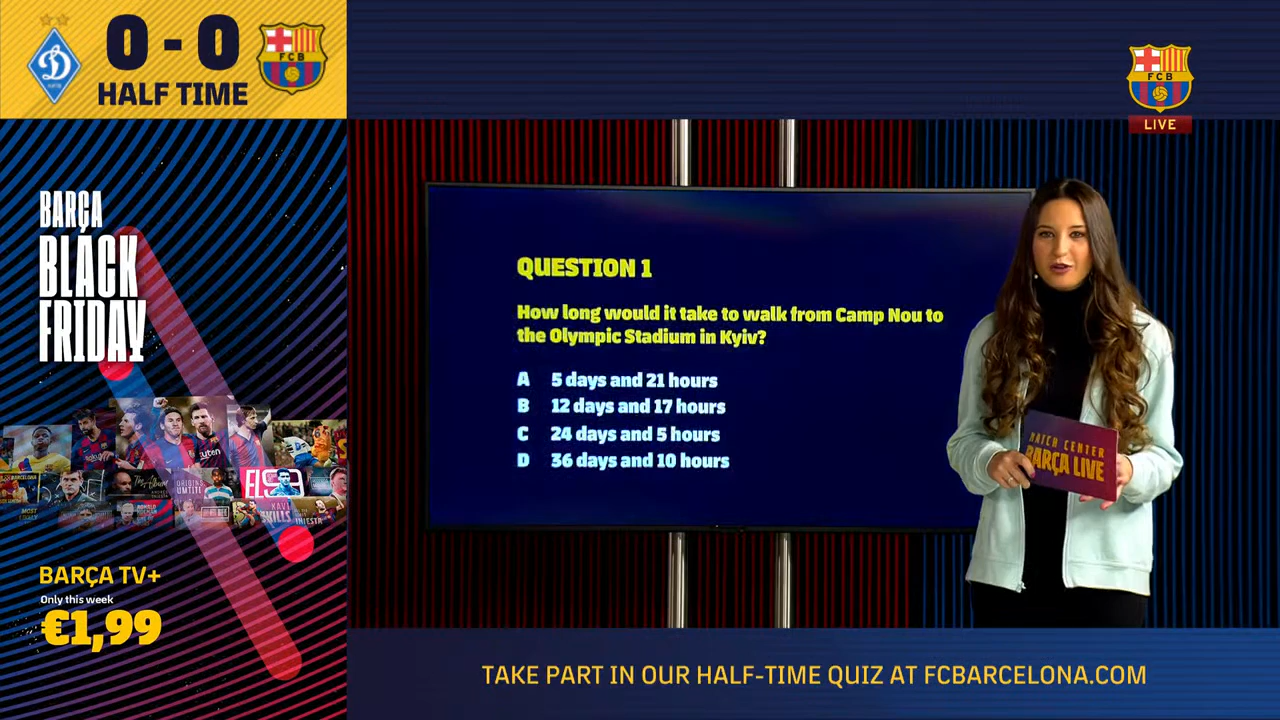 0 - 0
HALF TIME
FCB
FCB
LIVE
BARÇA
BLACK
FRIDAY
BARÇA TV+
Only this week
€1,99
QUESTION 1
How long would it take to walk from Camp Nou to
the Olympic Stadium in Kyiv?
A 5 days and 21 hours
B 12 days and 17 hours
C 24 days and 5 hours
D 36 days and 10 hours
MATCH CENTER
BARÇA LIVE
TAKE PART IN OUR HALF-TIME QUIZ AT FCBARCELONA.COM